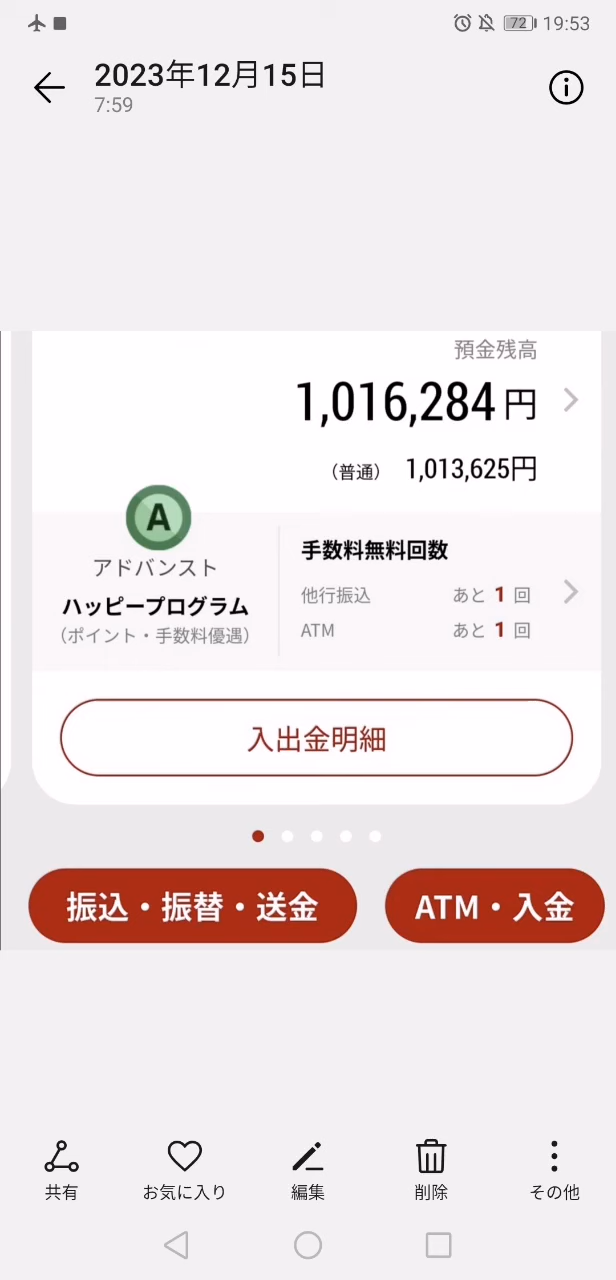 72 19:53
2023年12月15日
7:59
預金残高
1,016,284 円
（普通） 1,013,625円
A
アドバンスト
ハッピープログラム
（ポイント・手数料優遇）
手数料無料回数
他行振込 あと 1 回
ATM あと 1 回
入出金明細
振込・振替・送金
ATM・入金
共有
お気に入り
編集
削除
その他